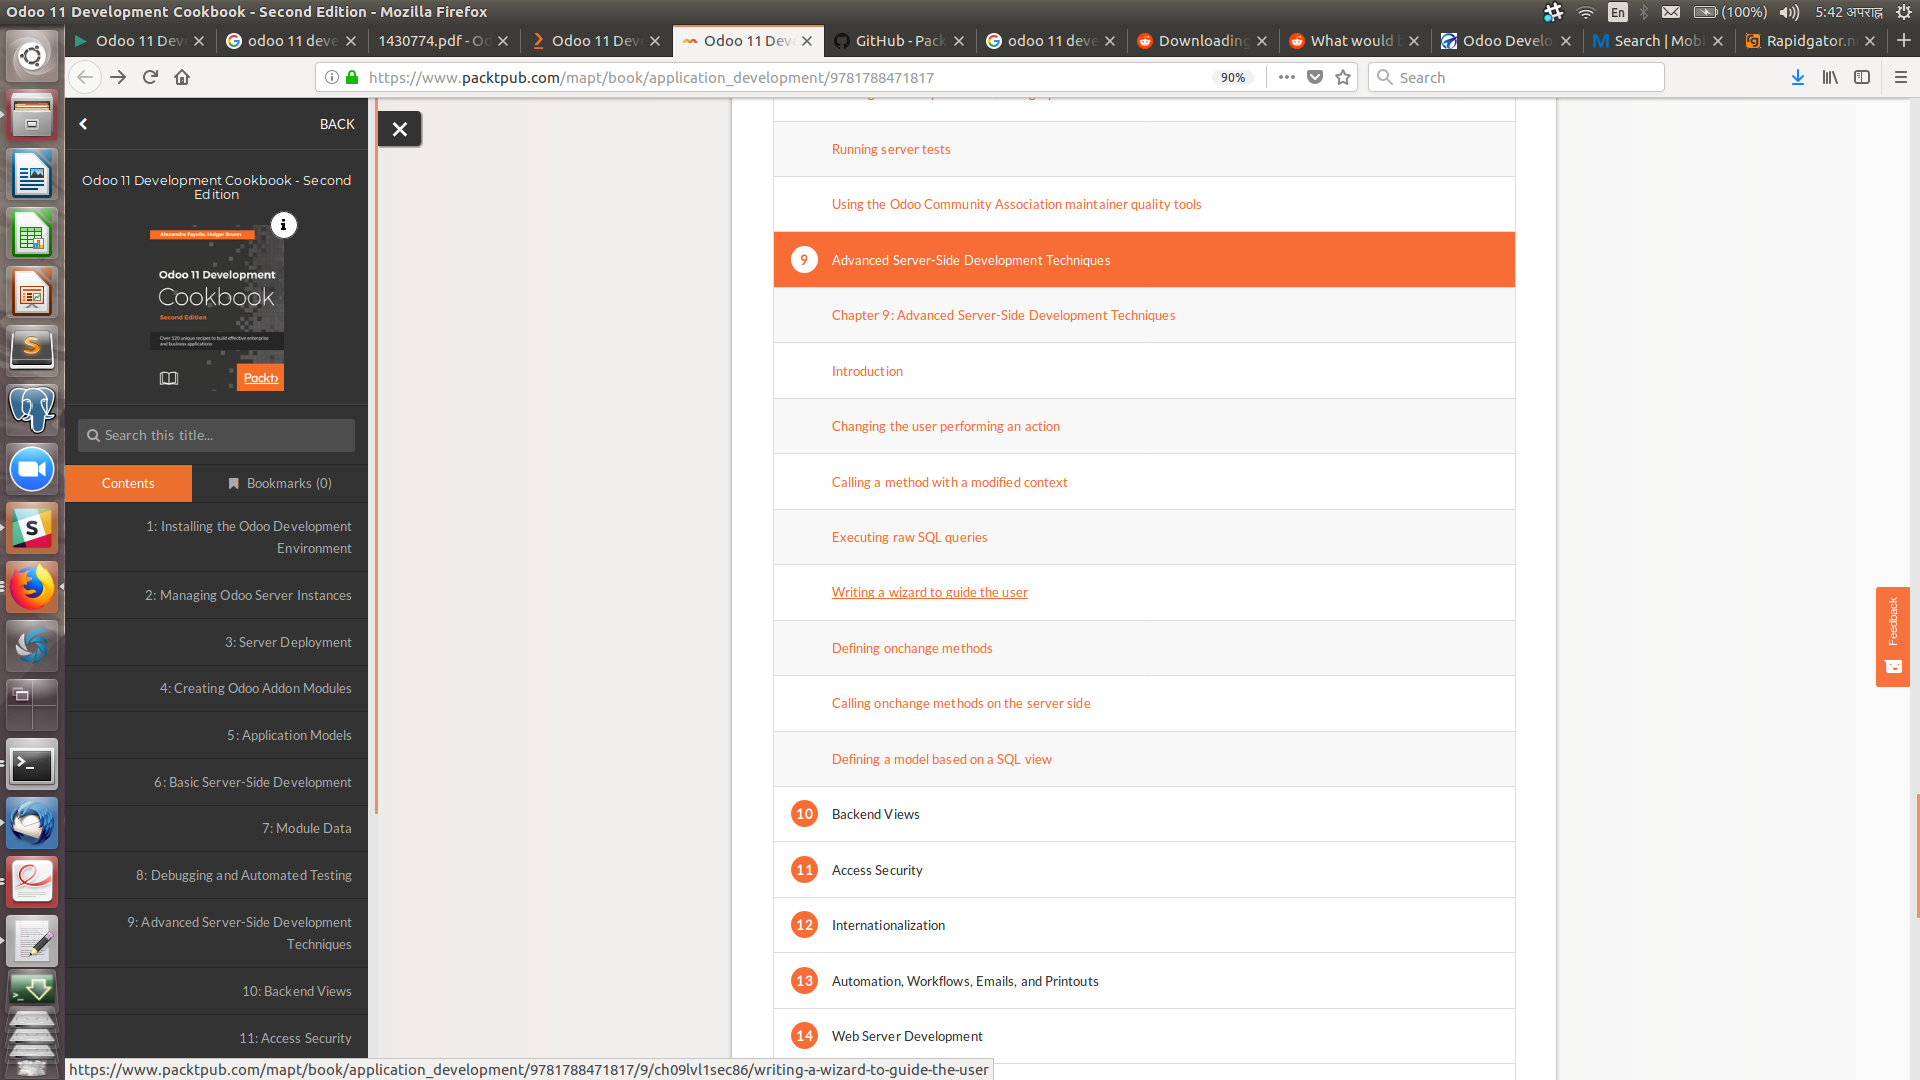 Odoo 11 Development Cookbook - Second Edition - Mozilla Firefox
En
(100%)
5:42 अपराह्न
Odoo 11 Dev
odoo 11 deve
1430774.pdf - Od
Odoo 11 Dev
Odoo 11 Dev
GitHub - Pack
odoo 11 deve
Downloading
What would b
Odoo Develo
Search | Mobi
Rapidgator.n
https://www.packtpub.com/mapt/book/application_development/9781788471817
90%
Search
BACK
Odoo 11 Development Cookbook - Second
Edition
Alexandre Fayolle, Holger Brunn
Odoo 11 Development
Cookbook
Second Edition
Over 120 unique recipes to build effective enterprise
and business applications
Packt
Search this title...
Contents
Bookmarks (0)
1: Installing the Odoo Development
Environment
2: Managing Odoo Server Instances
3: Server Deployment
4: Creating Odoo Addon Modules
5: Application Models
6: Basic Server-Side Development
7: Module Data
8: Debugging and Automated Testing
9: Advanced Server-Side Development
Techniques
10: Backend Views
11: Access Security
Running server tests
Using the Odoo Community Association maintainer quality tools
9 Advanced Server-Side Development Techniques
Chapter 9: Advanced Server-Side Development Techniques
Introduction
Changing the user performing an action
Calling a method with a modified context
Executing raw SQL queries
Writing a wizard to guide the user
Defining onchange methods
Calling onchange methods on the server side
Defining a model based on a SQL view
10 Backend Views
11 Access Security
12 Internationalization
13 Automation, Workflows, Emails, and Printouts
14 Web Server Development
Feedback
https://www.packtpub.com/mapt/book/application_development/9781788471817/9/ch09lvl1sec86/writing-a-wizard-to-guide-the-user